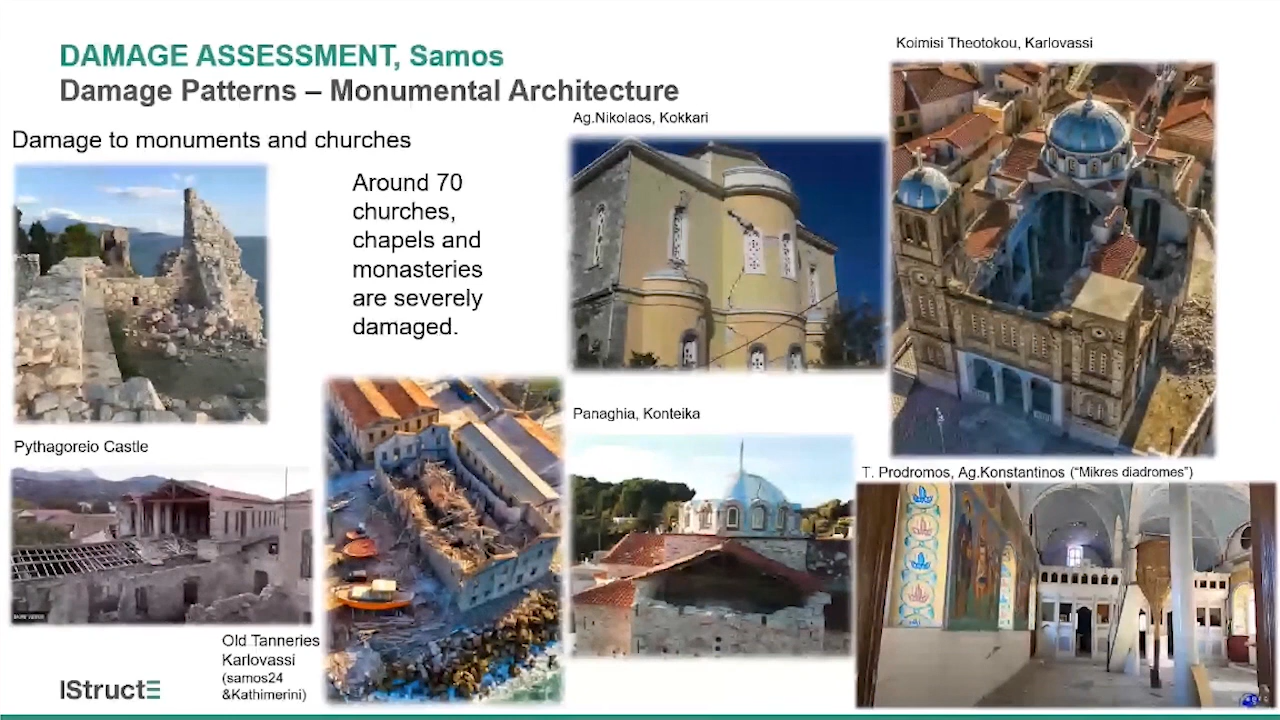 DAMAGE ASSESSMENT, Samos
Damage Patterns – Monumental Architecture
Damage to monuments and churches
Around 70
churches,
chapels and
monasteries
are severely
damaged.
Ag.Nikolaos, Kokkari
Koimisi Theotokou, Karlovassi
Pythagoreio Castle
Panaghia, Konteika
T. Prodromos, Ag.Konstantinos (“Mikres diadromes”)
Old Tanneries
Karlovassi
(samos24
&Kathimerini)
IStructE